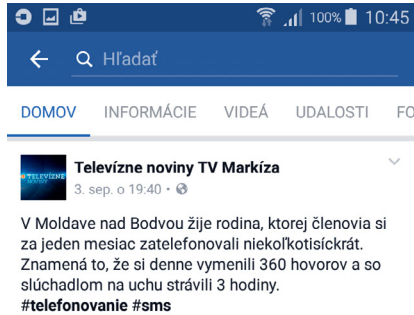 100% 10:45
Hľadať
DOMOV INFORMÁCIE VIDEÁ UDALOSTI FO
TELEVÍZNE
NOVINY
Televízne noviny TV Markíza
3. sep. o 19:40 •
V Moldave nad Bodvou žije rodina, ktorej členovia si
za jeden mesiac zatelefonovali niekoľkotisíckrát.
Znamená to, že si denne vymenili 360 hovorov a so
slúchadlom na uchu strávili 3 hodiny.
#telefonovanie #sms